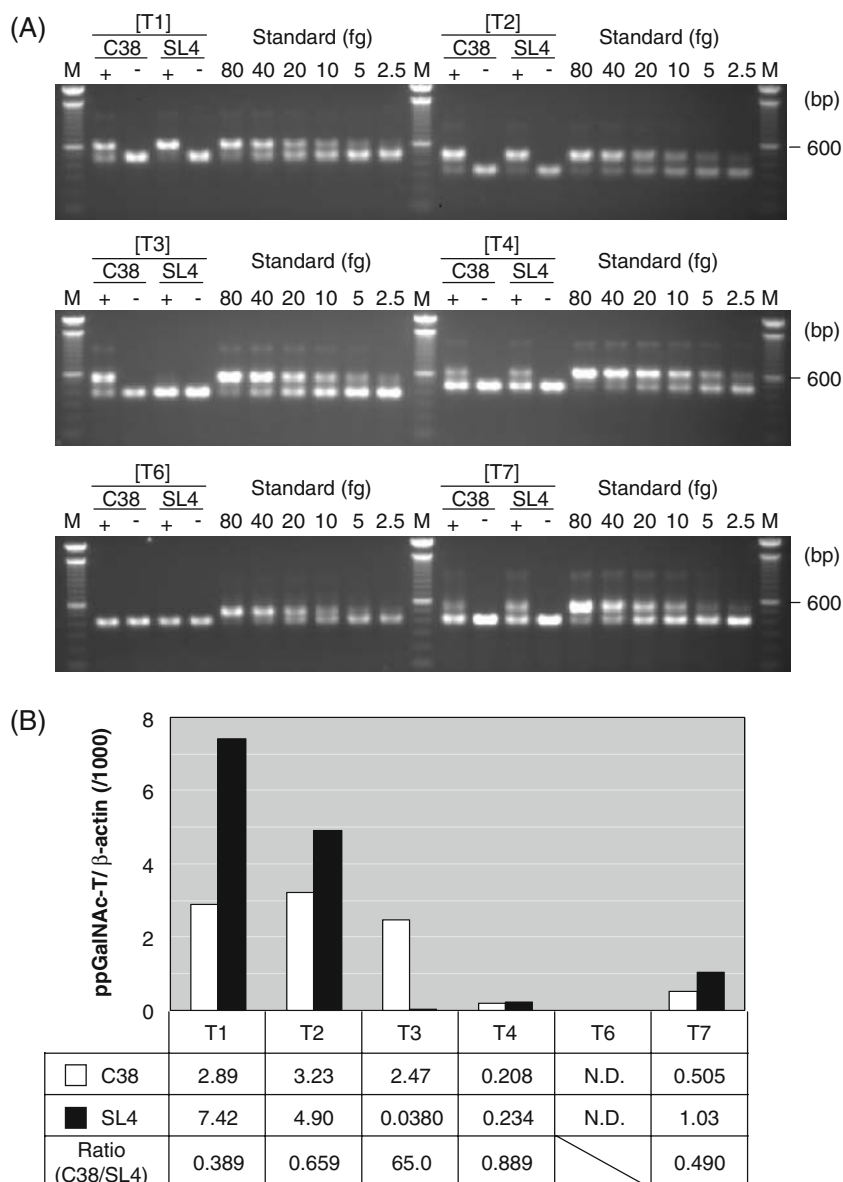 (A)
[T1] [T2]
C38 SL4 Standard (fg) C38 SL4 Standard (fg)
M + - + - 80 40 20 10 5 2.5 M + - + - 80 40 20 10 5 2.5 M
(bp)
600
[T3] [T4]
C38 SL4 Standard (fg) C38 SL4 Standard (fg)
M + - + - 80 40 20 10 5 2.5 M + - + - 80 40 20 10 5 2.5 M
(bp)
600
[T6] [T7]
C38 SL4 Standard (fg) C38 SL4 Standard (fg)
M + - + - 80 40 20 10 5 2.5 M + - + - 80 40 20 10 5 2.5 M
(bp)
600
(B)
ppGalNAc-T/ β-actin (/1000)
8
6
4
2
0
T1 T2 T3 T4 T6 T7
C38 2.89 3.23 2.47 0.208 N.D. 0.505
SL4 7.42 4.90 0.0380 0.234 N.D. 1.03
Ratio
(C38/SL4) 0.389 0.659 65.0 0.889 0.490